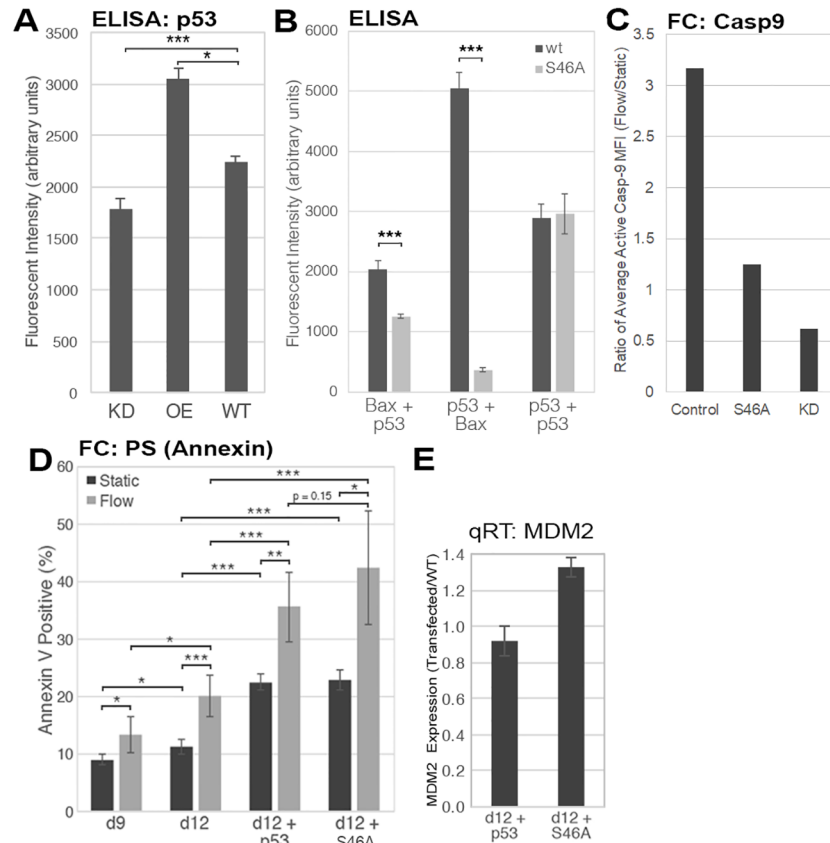 A
ELISA: p53
Fluorescent Intensity (arbitrary units)
3500
3000
2500
2000
1500
1000
500
0
***
*
KD OE WT
B
ELISA
Fluorescent Intensity (arbitrary units)
6000
5000
4000
3000
2000
1000
0
wt
S46A
***
***
Bax + p53 + p53 +
p53 Bax p53
C
FC: Casp9
Ratio of Average Active Casp-9 MFI (Flow/Static)
3.5
3
2.5
2
1.5
1
0.5
0
Control S46A KD
D
FC: PS (Annexin)
Annexin V Positive (%)
60
50
40
30
20
10
0
Static
Flow
***
p = 0.15 *
***
***
**
***
*
***
*
*
d9 d12 d12 + d12 +
p53 S46A
E
qRT: MDM2
MDM2 Expression (Transfected/WT)
1.4
1.2
1.0
0.8
0.6
0.4
0.2
0.0
d12 + d12 +
p53 S46A